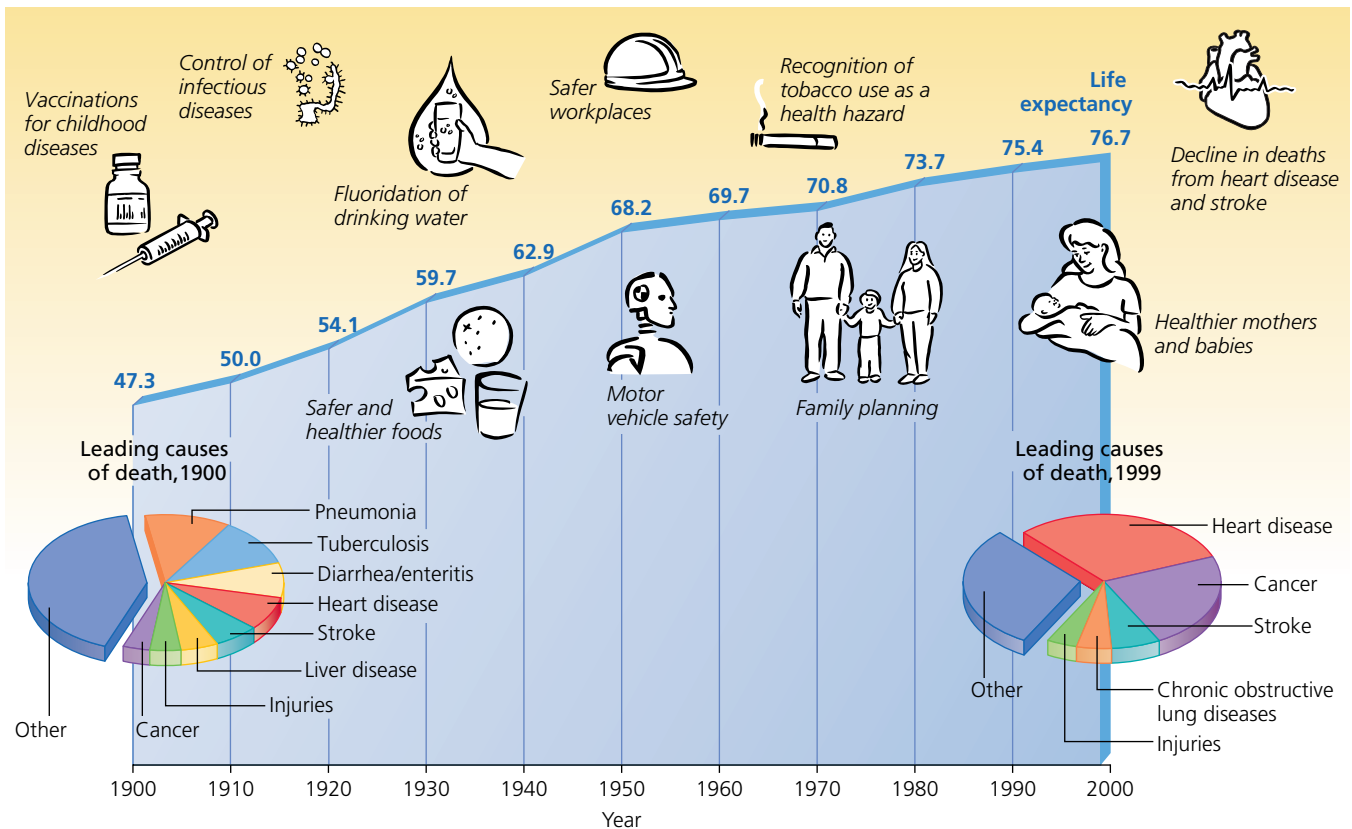 Vaccinations
for childhood
diseases
Control of
infectious
diseases
Fluoridation of
drinking water
Safer
workplaces
Recognition of
tobacco use as a
health hazard
Life
expectancy
Decline in deaths
from heart disease
and stroke
47.3
50.0
54.1
59.7
62.9
68.2
69.7
70.8
73.7
75.4
76.7
Safer and
healthier foods
Motor
vehicle safety
Family planning
Healthier mothers
and babies
Leading causes
of death,1900
Pneumonia
Tuberculosis
Diarrhea/enteritis
Heart disease
Stroke
Liver disease
Injuries
Cancer
Other
Leading causes
of death,1999
Heart disease
Cancer
Stroke
Chronic obstructive
lung diseases
Injuries
Other
1900 1910 1920 1930 1940 1950 1960 1970 1980 1990 2000
Year